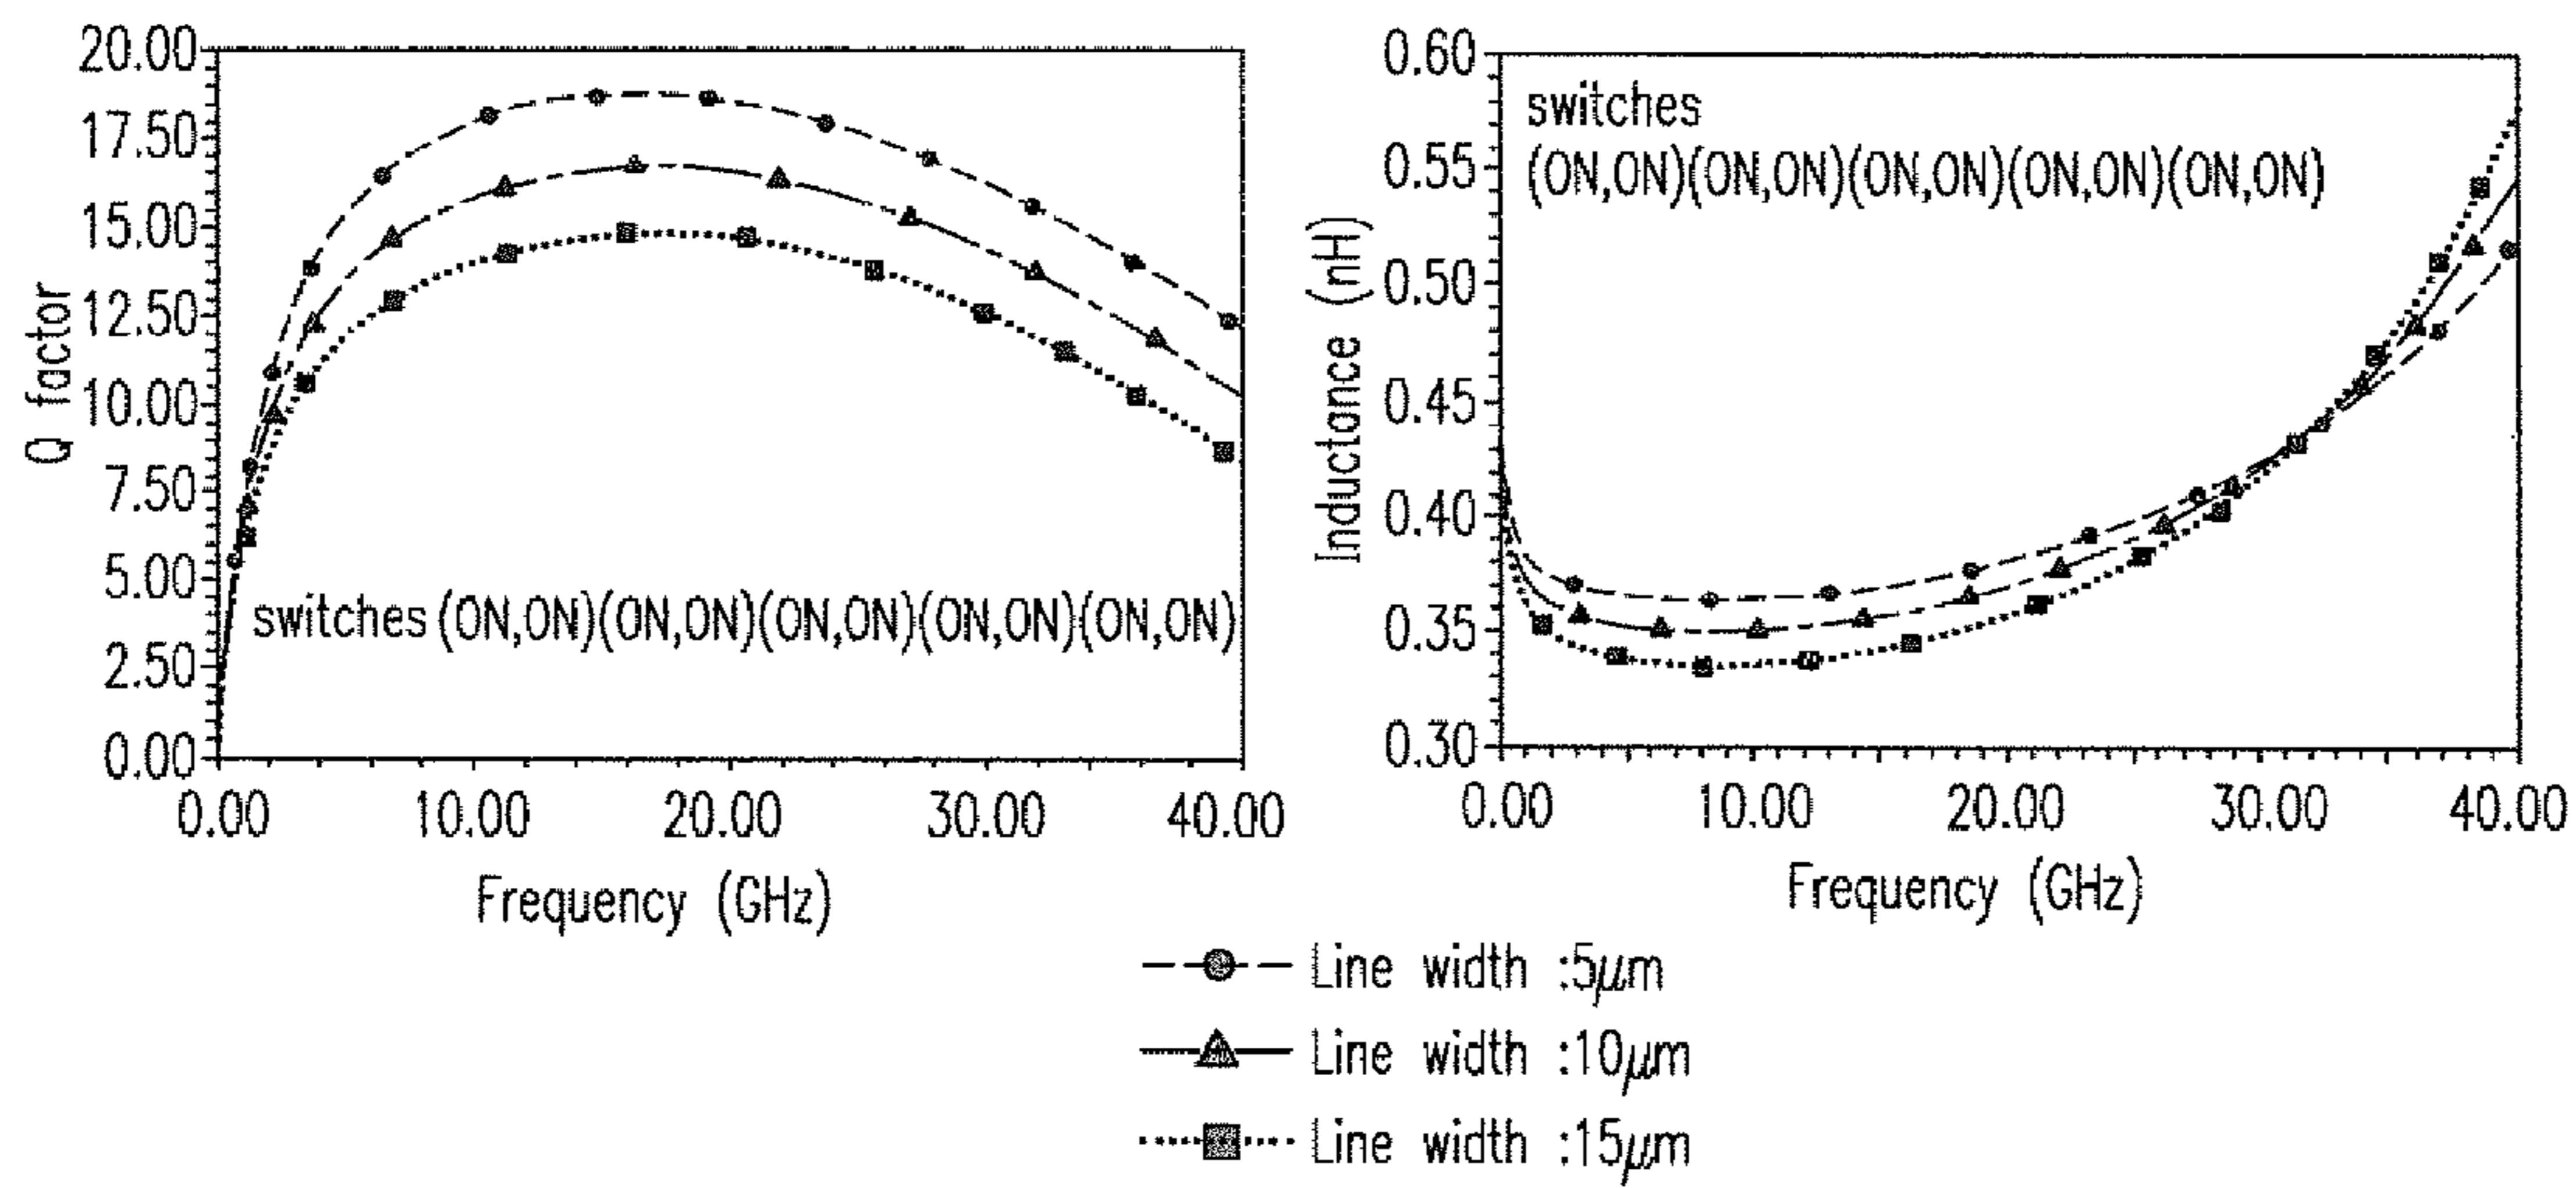 20.00
17.50
15.00
12.50
10.00
7.50
5.00
2.50
0.00
Q factor
switches (ON,ON)(ON,ON)(ON,ON)(ON,ON)(ON,ON)
0.00 10.00 20.00 30.00 40.00
Frequency (GHz)
0.60
0.55
0.50
0.45
0.40
0.35
0.30
Inductance (nH)
switches
(ON,ON)(ON,ON)(ON,ON)(ON,ON)(ON,ON)
0.00 10.00 20.00 30.00 40.00
Frequency (GHz)
Line width :5μm
Line width :10μm
Line width :15μm